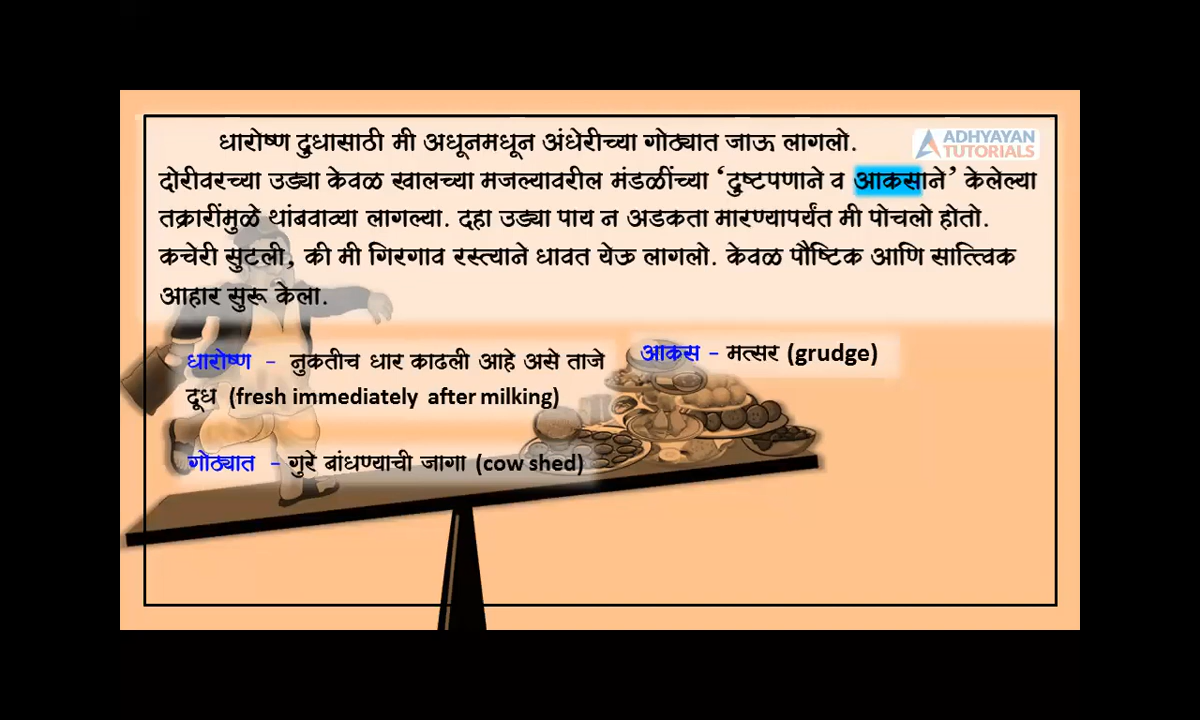 धारोष्ण दुधासाठी मी अधूनमधून अंधेरीच्या गोठ्यात जाऊ लागलो.
ADHYAYAN TUTORIALS
दोरीवरच्या उड्या केवळ खालच्या मजल्यावरील मंडळींच्या ‘दुष्टपणाने व आकसाने’ केलेल्या
तक्रारींमुळे थांबवाव्या लागल्या. दहा उड्या पाय न अडकता मारण्यापर्यंत मी पोचलो होतो.
कचेरी सुटली, की मी गिरगाव रस्त्याने धावत येऊ लागलो. केवळ पौष्टिक आणि सात्त्विक
आहार सुरू केला.
धारोष्ण - नुकतीच धार काढली आहे असे ताजे
दूध (fresh immediately after milking)
आकस - मत्सर (grudge)
गोठ्यात - गुरे बांधण्याची जागा (cow shed)